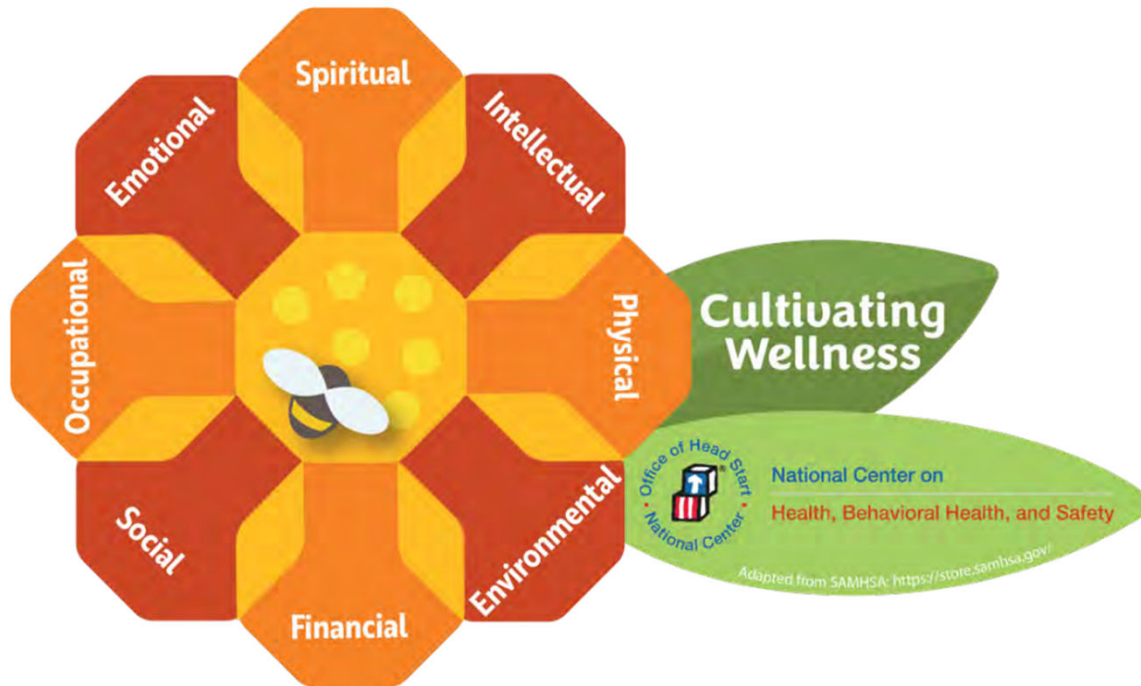 Spiritual
Intellectual
Physical
Environmental
Financial
Social
Occupational
Emotional
Cultivating
Wellness
Office of Head Start
National Center
®
National Center on
Health, Behavioral Health, and Safety
Adapted from SAMHSA: https://store.samhsa.gov/